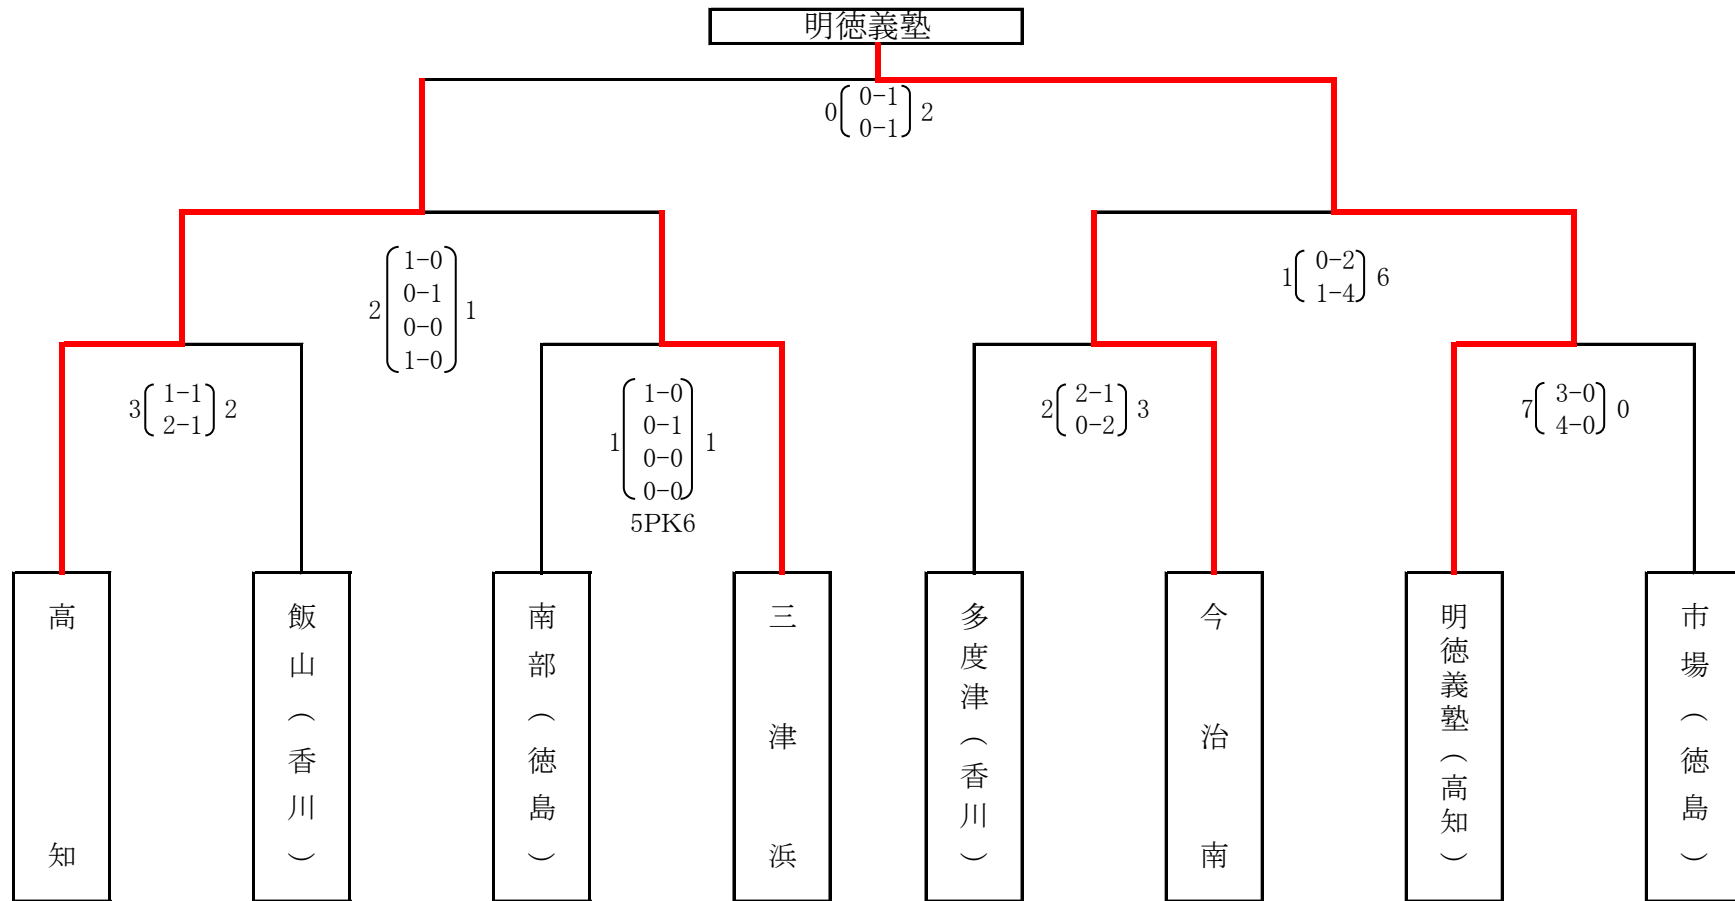 明徳義塾
0 0-1 2
0-1
2 1-0 1
0-1
0-0
1-0
1 0-2 6
1-4
3 1-1 2
2-1
1 1-0 1
0-1
0-0
0-0
5PK6
2 2-1 3
0-2
7 3-0 0
4-0
高知
飯山(香川)
南部(徳島)
三津浜
多度津(香川)
今治南
明徳義塾(高知)
市場(徳島)